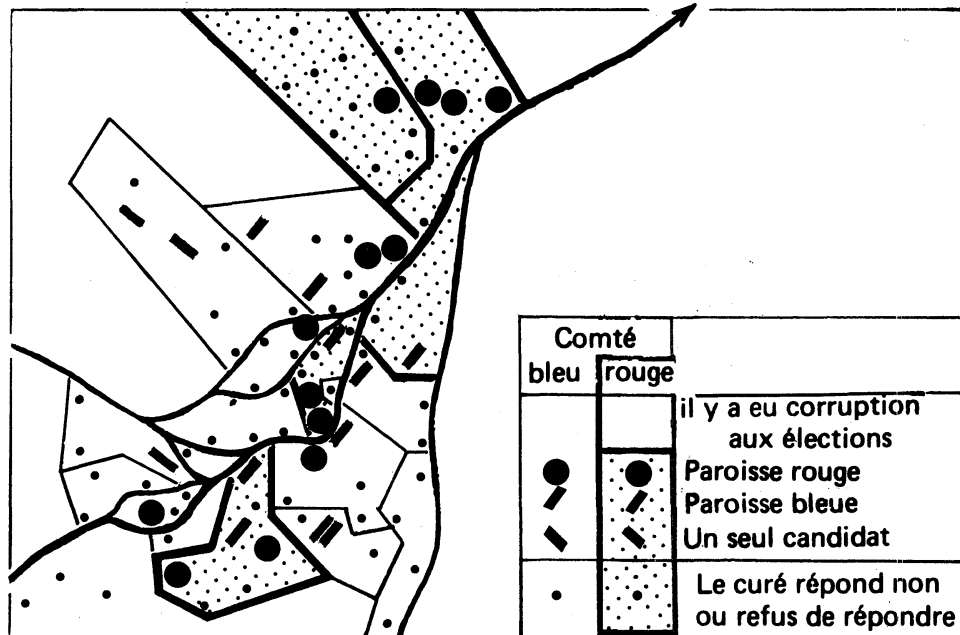 Comté
bleu rouge
il y a eu corruption
aux élections
Paroisse rouge
Paroisse bleue
Un seul candidat
Le curé répond non
ou refus de répondre